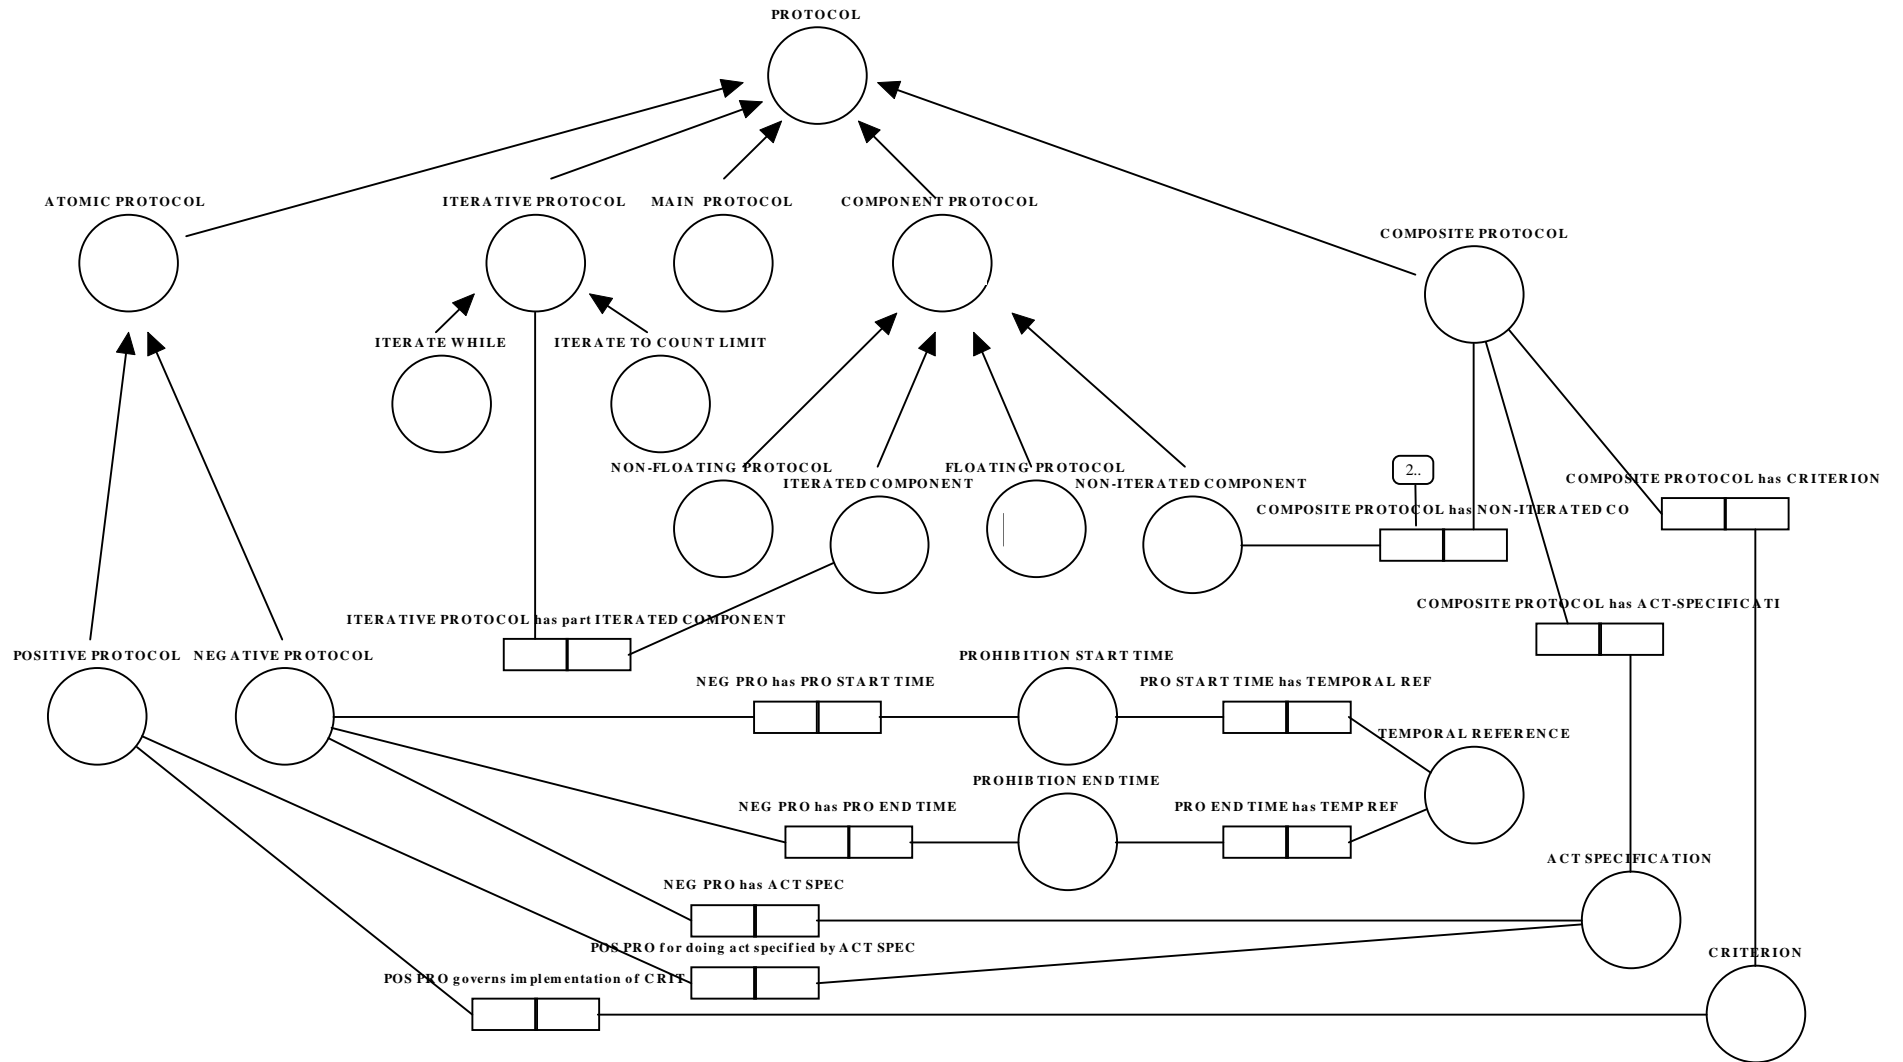 PROTOCOL
ATOMIC PROTOCOL
ITERATIVE PROTOCOL
MAIN PROTOCOL
COMPONENT PROTOCOL
COMPOSITE PROTOCOL
ITERATE WHILE
ITERATE TO COUNT LIMIT
NON-FLOATING PROTOCOL
FLOATING PROTOCOL
2..
ITERATED COMPONENT
NON-ITERATED COMPONENT
COMPOSITE PROTOCOL has CRITERION
COMPOSITE PROTOCOL has NON-ITERATED CO
COMPOSITE PROTOCOL has ACT-SPECIFICATI
ITERATIVE PROTOCOL has part ITERATED COMPONENT
POSITIVE PROTOCOL
NEGATIVE PROTOCOL
PROHIBITION START TIME
NEG PRO has PRO START TIME
PRO START TIME has TEMPORAL REF
TEMPORAL REFERENCE
PROHIBTION END TIME
NEG PRO has PRO END TIME
PRO END TIME has TEMP REF
ACT SPECIFICATION
NEG PRO has ACT SPEC
POS PRO for doing act specified by ACT SPEC
CRITERION
POS PRO governs implementation of CRIT